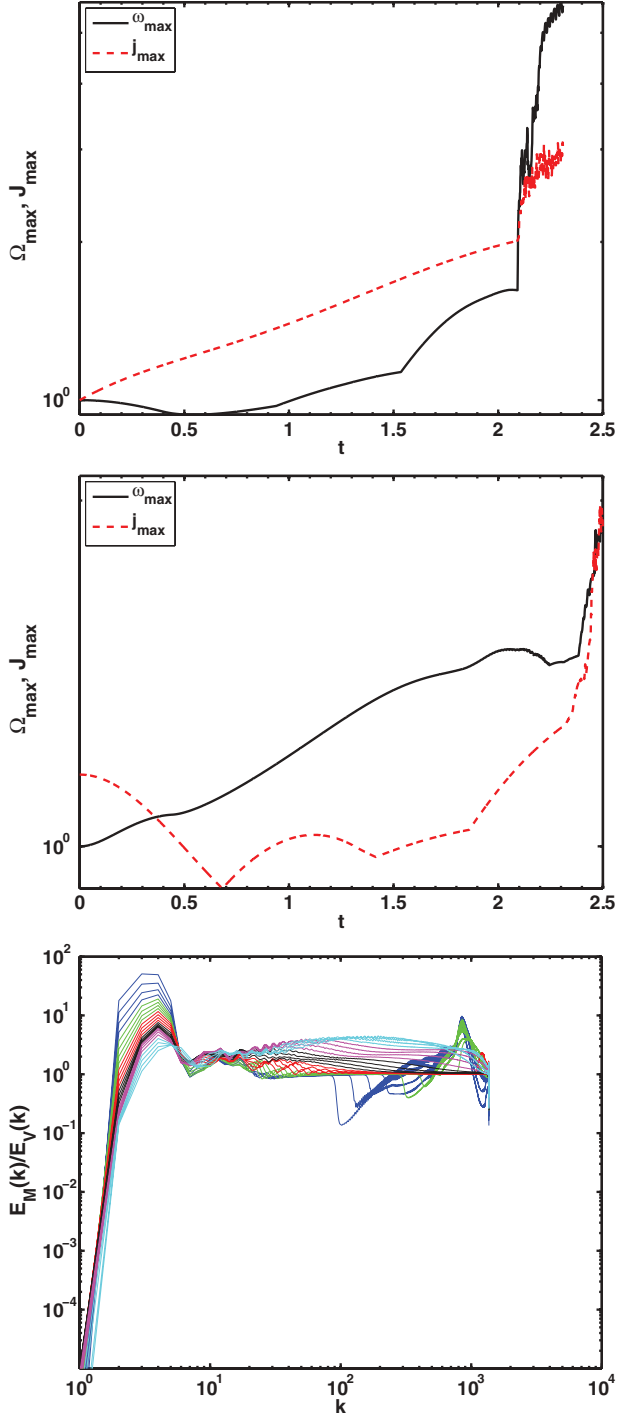 ω_max
j_max
Ω_max, J_max
10^0
0 0.5 1 1.5 2 2.5
t
ω_max
j_max
Ω_max, J_max
10^0
0 0.5 1 1.5 2 2.5
t
10^2
10^1
10^0
10^−1
10^−2
10^−3
10^−4
E_M(k)/E_V(k)
10^0 10^1 10^2 10^3 10^4
k